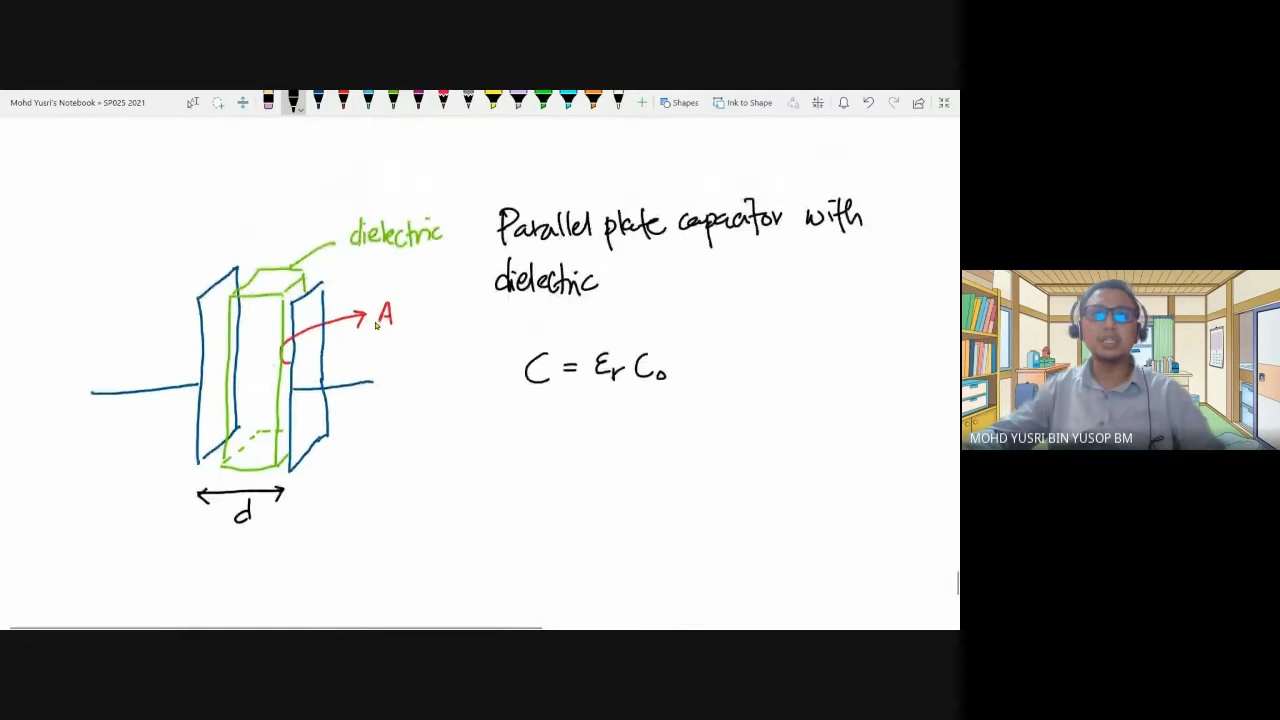 Mohd Yusri's Notebook » SP025 2021
Shapes
Ink to Shape
dielectric
Parallel plate capacitor with
dielectric
A
C = εr C₀
d
MOHD YUSRI BIN YUSOP BM